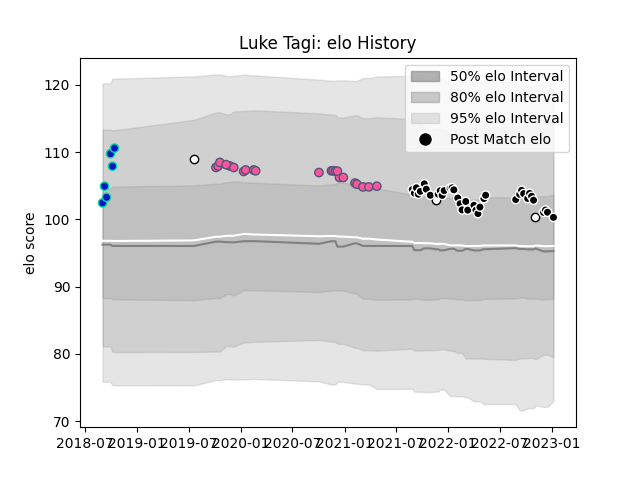 Luke Tagi: elo History
120
110
100
90
80
70
elo score
50% elo Interval
80% elo Interval
95% elo Interval
Post Match elo
2018-07 2019-01 2019-07 2020-01 2020-07 2021-01 2021-07 2022-01 2022-07 2023-01